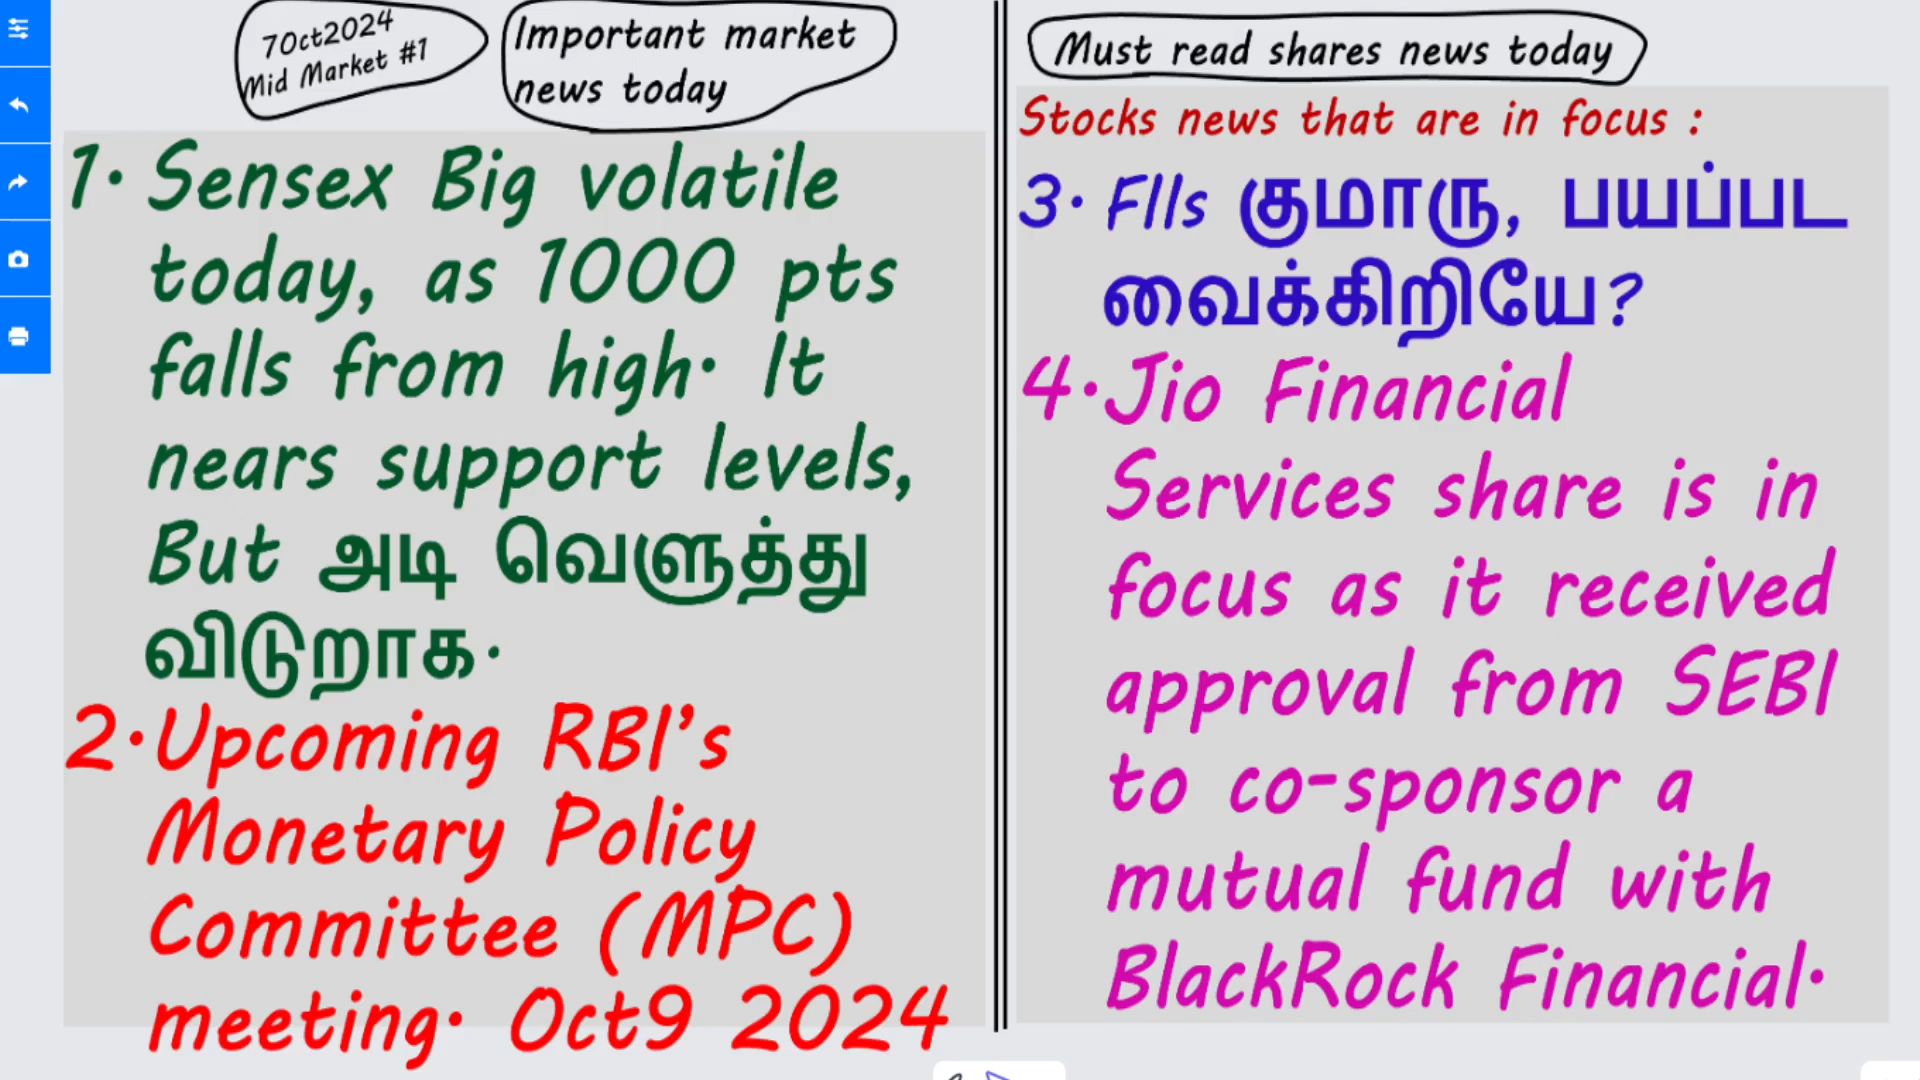 7Oct2024
Mid Market #1
Important market
news today
1. Sensex Big volatile
today, as 1000 pts
falls from high. It
nears support levels,
But அடி வெளுத்து
விடுறாக.
2. Upcoming RBI's
Monetary Policy
Committee (MPC)
meeting. Oct9 2024
Must read shares news today
Stocks news that are in focus :
3. FIIs குமாரு, பயப்பட
வைக்கிறியே?
4. Jio Financial
Services share is in
focus as it received
approval from SEBI
to co-sponsor a
mutual fund with
BlackRock Financial.